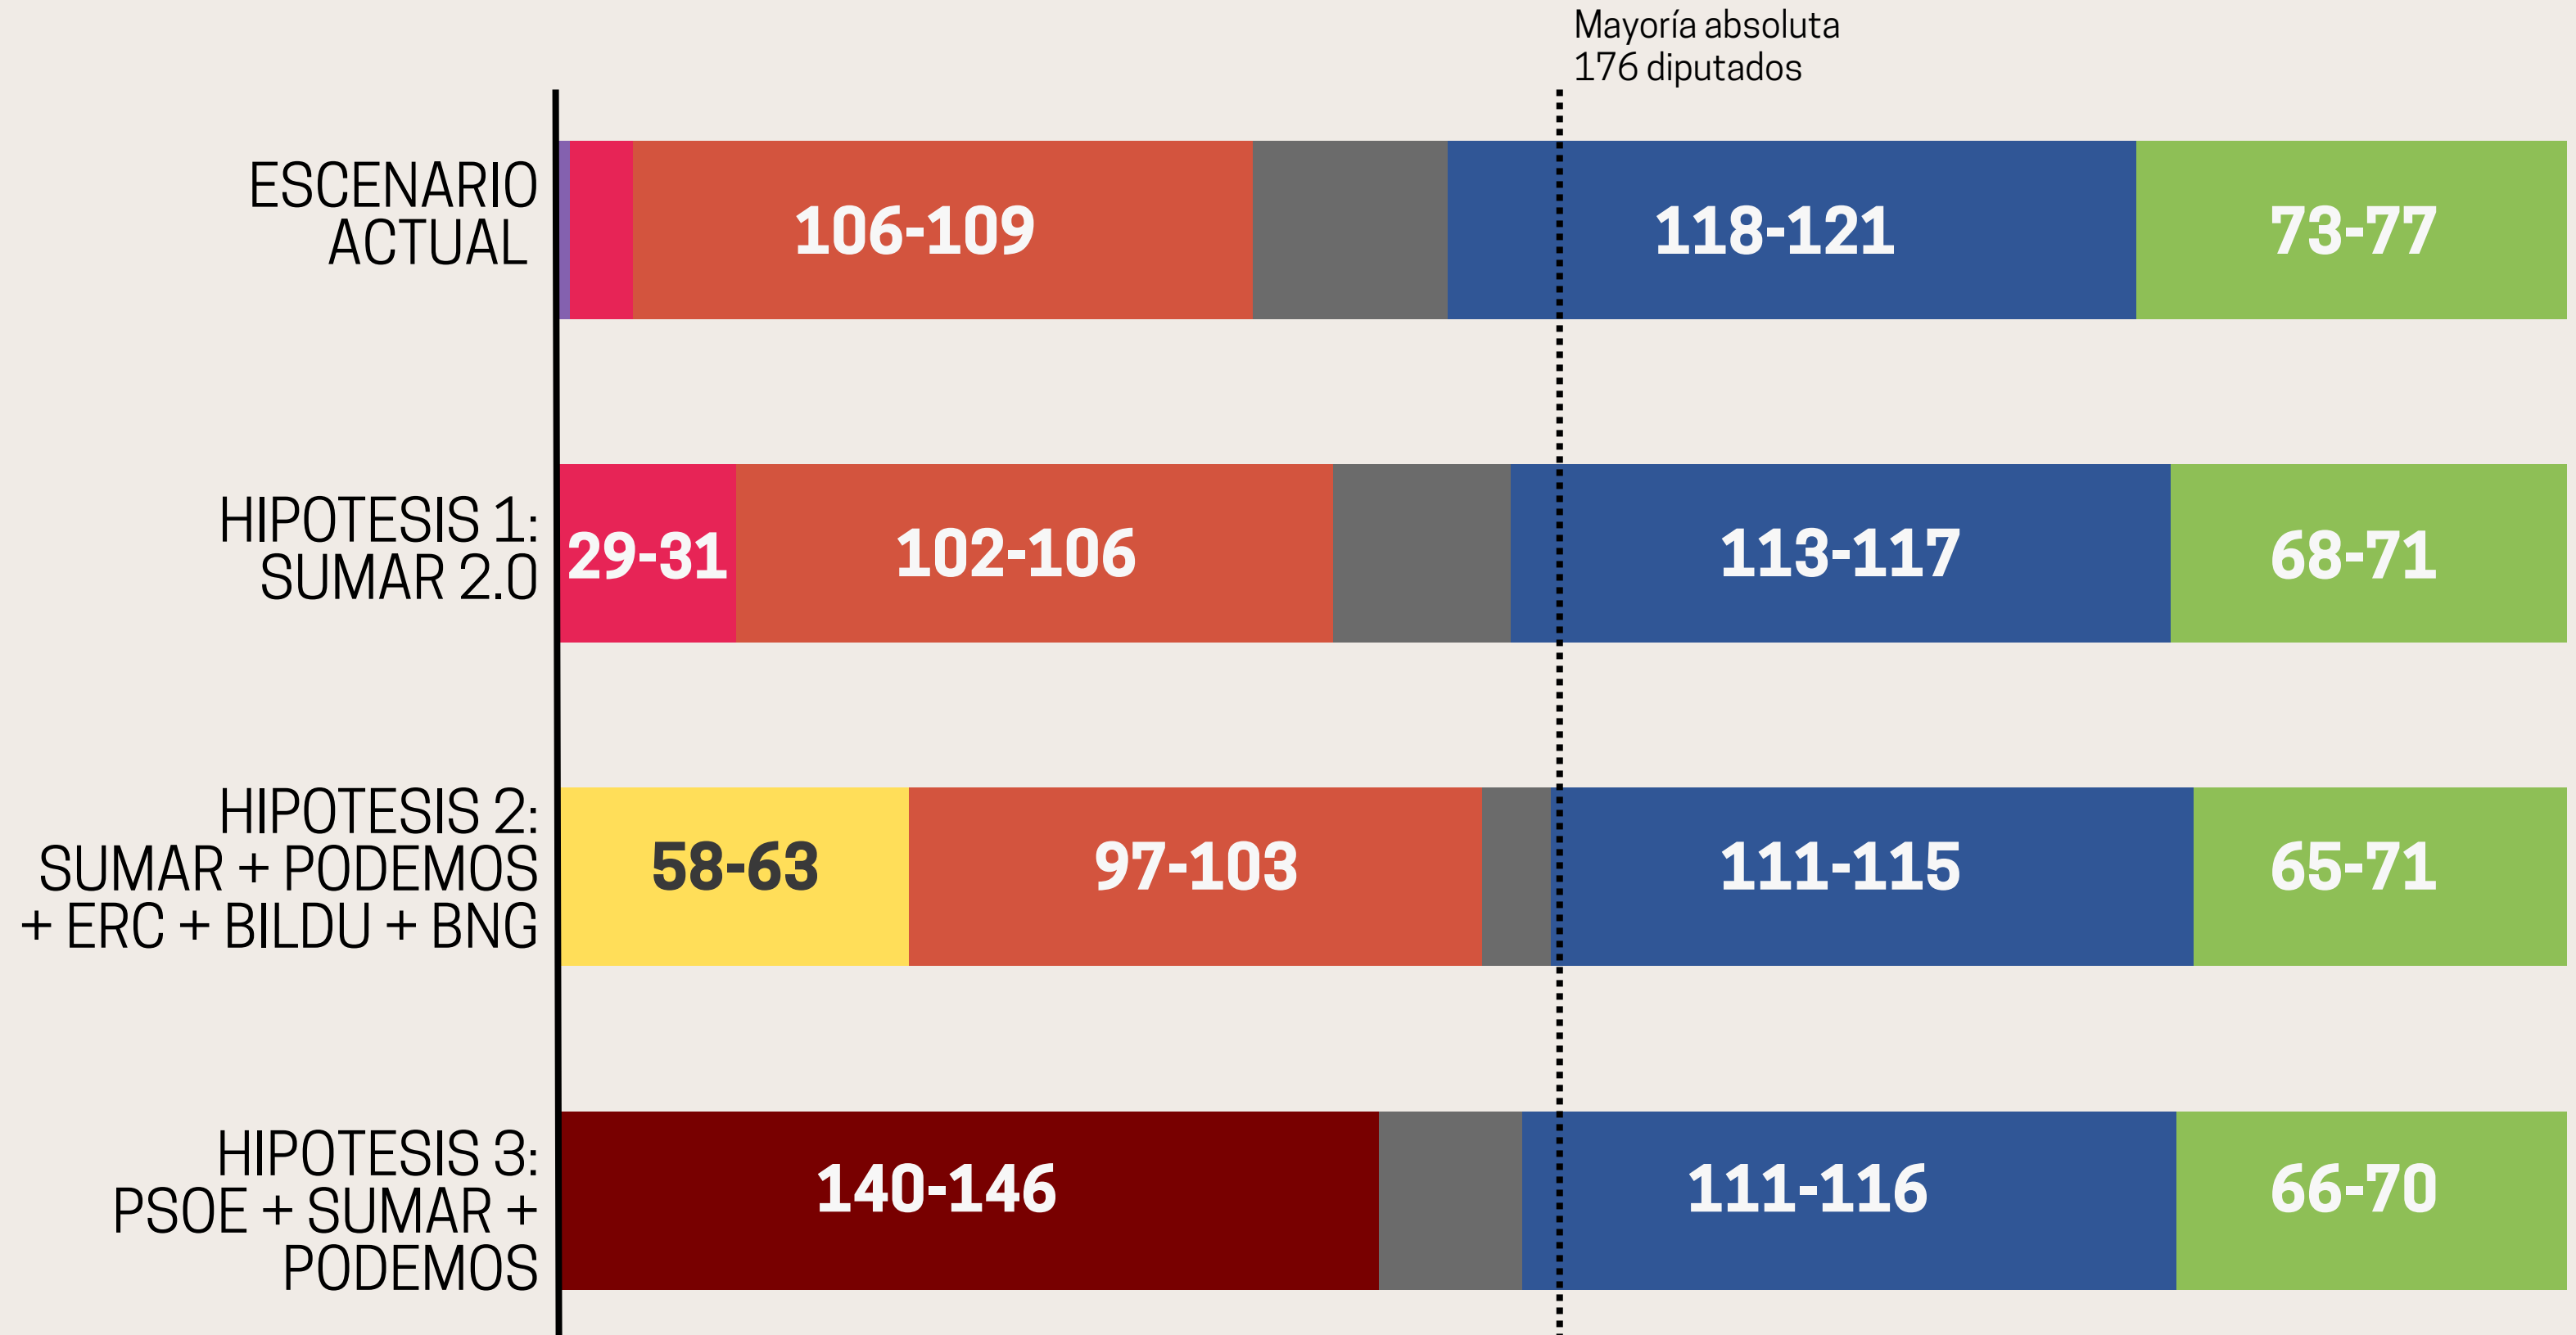 Mayoría absoluta
176 diputados
ESCENARIO
ACTUAL
106-109
118-121
73-77
HIPOTESIS 1:
SUMAR 2.0
29-31
102-106
113-117
68-71
HIPOTESIS 2:
SUMAR + PODEMOS
+ ERC + BILDU + BNG
58-63
97-103
111-115
65-71
HIPOTESIS 3:
PSOE + SUMAR +
PODEMOS
140-146
111-116
66-70